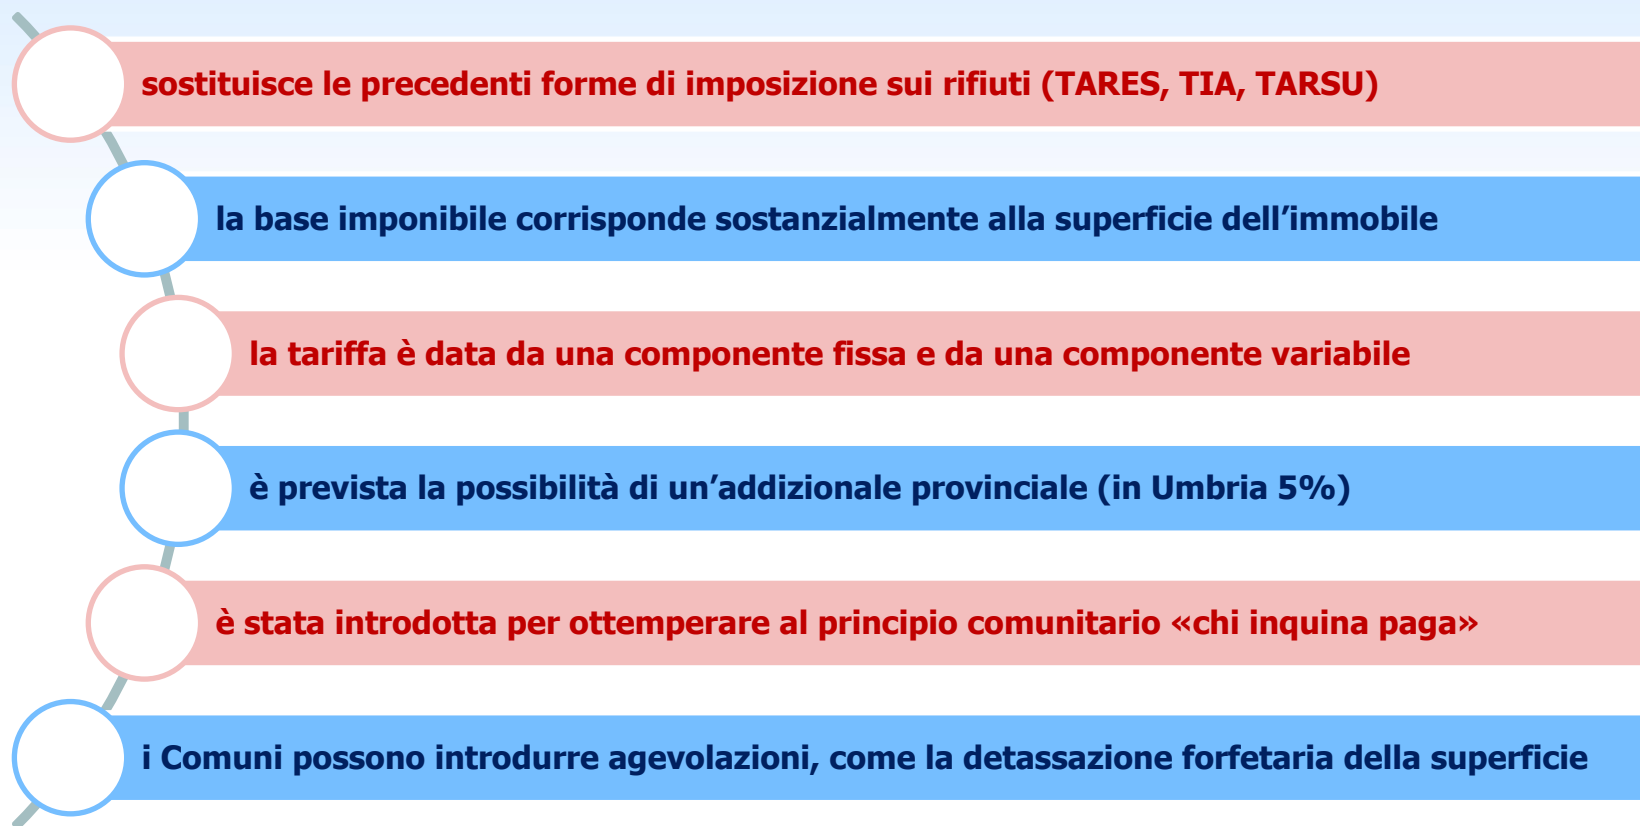 sostituisce le precedenti forme di imposizione sui rifiuti (TARES, TIA, TARSU)
la base imponibile corrisponde sostanzialmente alla superficie dell’immobile
la tariffa è data da una componente fissa e da una componente variabile
è prevista la possibilità di un’addizionale provinciale (in Umbria 5%)
è stata introdotta per ottemperare al principio comunitario «chi inquina paga»
i Comuni possono introdurre agevolazioni, come la detassazione forfetaria della superficie